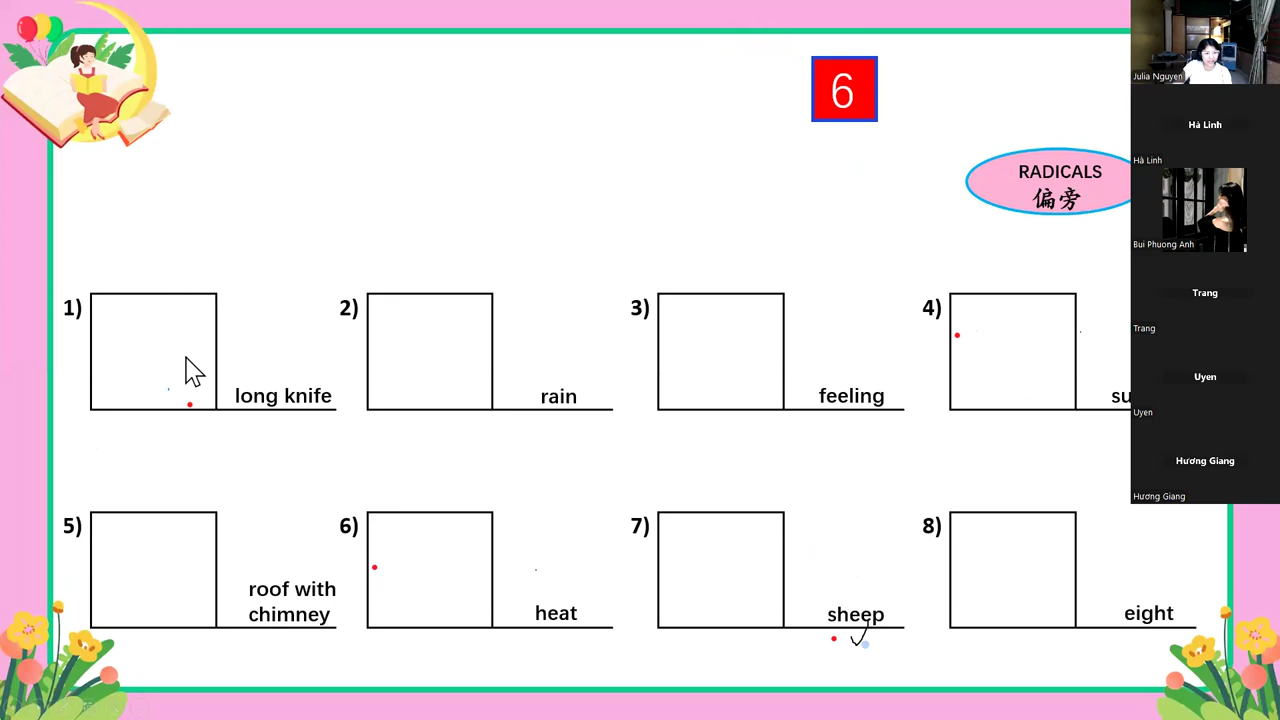 6
RADICALS
偏旁
1)
long knife
2)
rain
3)
feeling
4)
su
5)
roof with
chimney
6)
heat
7)
sheep
8)
eight
Julia Nguyen
Hà Linh
Hà Linh
Bui Phuong Anh
Trang
Trang
Uyen
Uyen
Hương Giang
Hương Giang